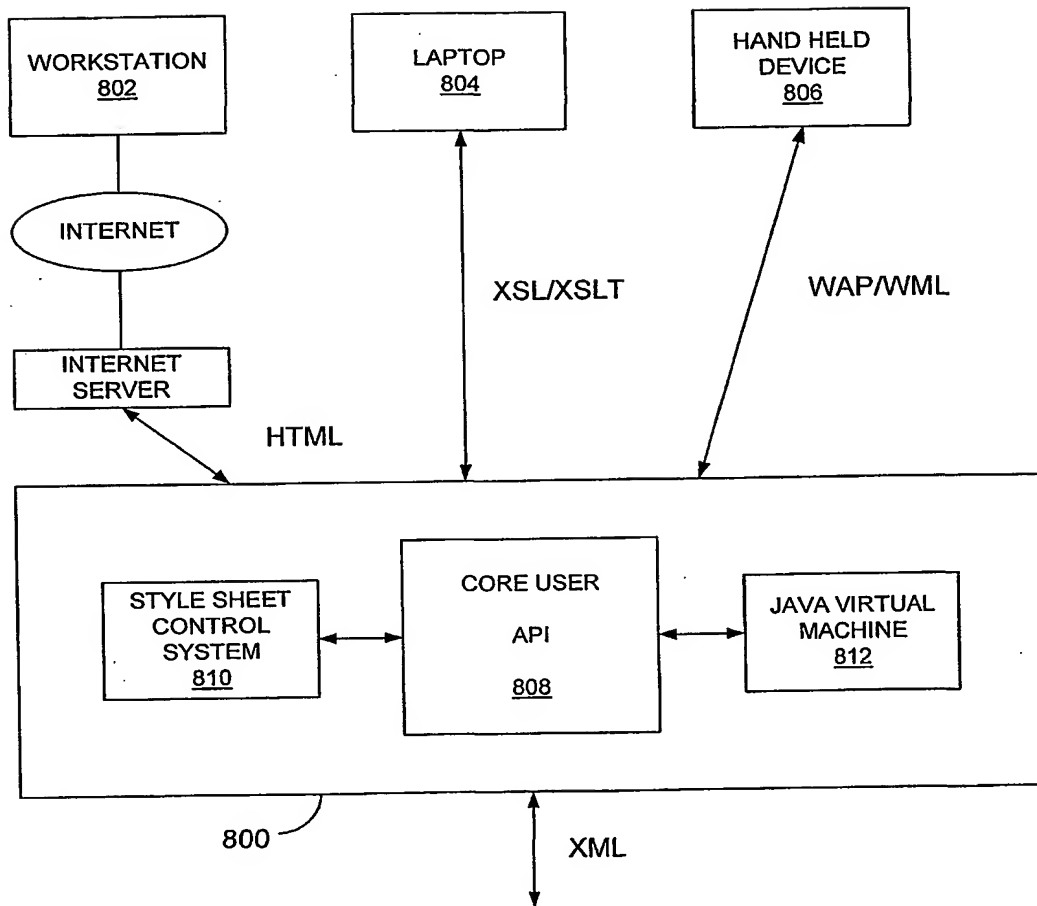 WORKSTATION
802
LAPTOP
804
HAND HELD
DEVICE
806
INTERNET
XSL/XSLT
WAP/WML
INTERNET
SERVER
HTML
STYLE SHEET
CONTROL
SYSTEM
810
CORE USER
API
808
JAVA VIRTUAL
MACHINE
812
800
XML